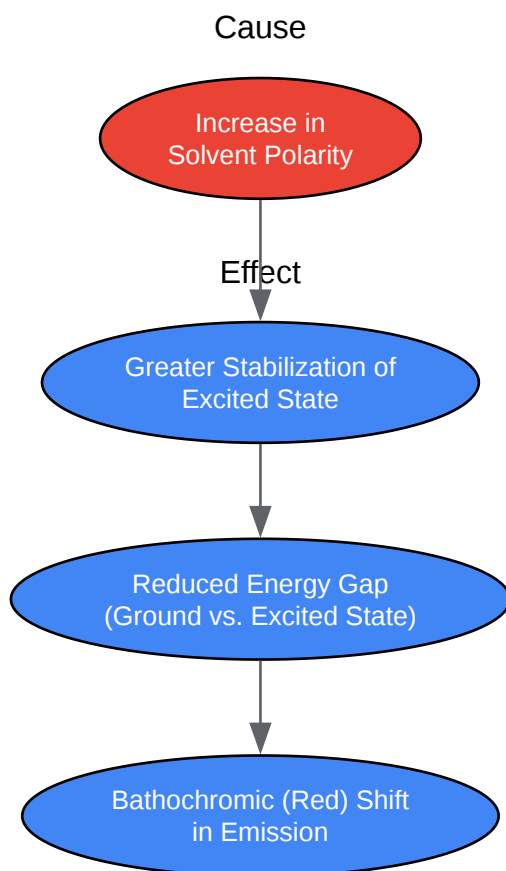 Cause
Increase in
Solvent Polarity
Effect
Greater Stabilization of
Excited State
Reduced Energy Gap
(Ground vs. Excited State)
Bathochromic (Red) Shift
in Emission